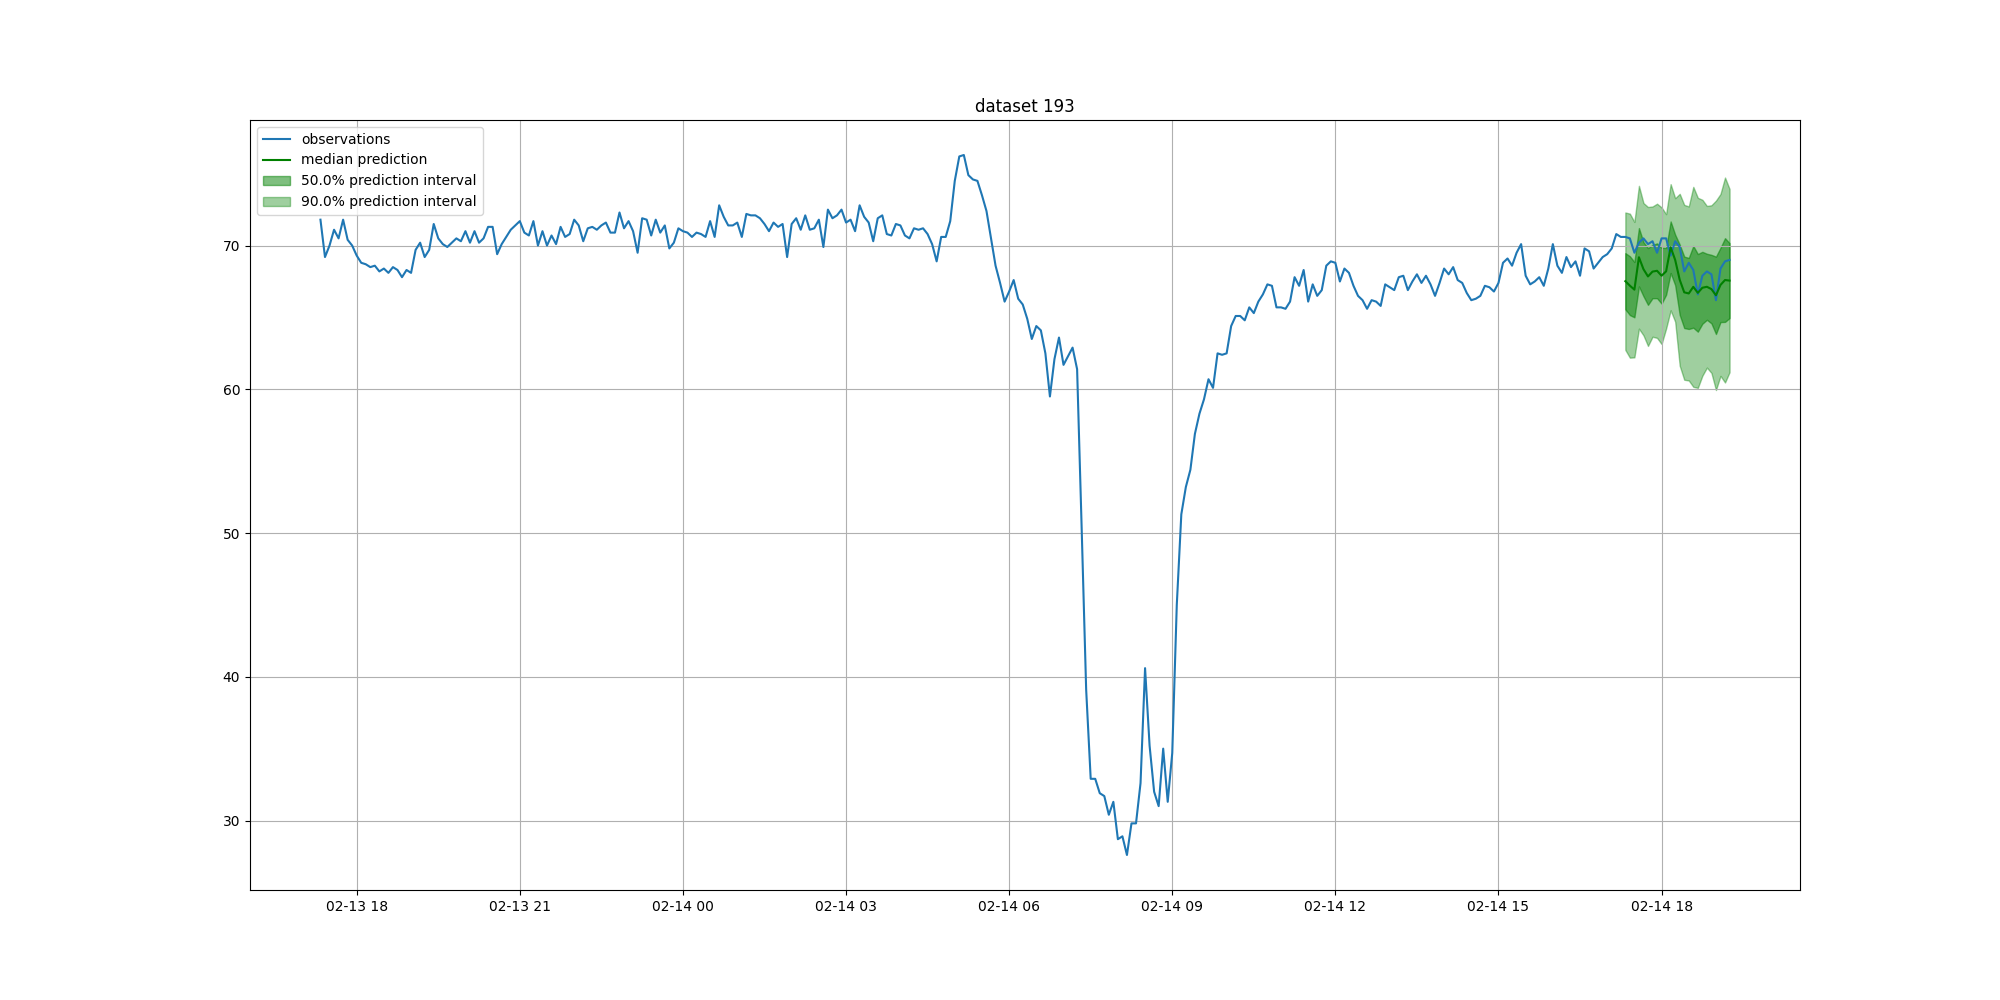 dataset 193
observations
median prediction
50.0% prediction interval
90.0% prediction interval
70
60
50
40
30
02-13 18
02-13 21
02-14 00
02-14 03
02-14 06
02-14 09
02-14 12
02-14 15
02-14 18